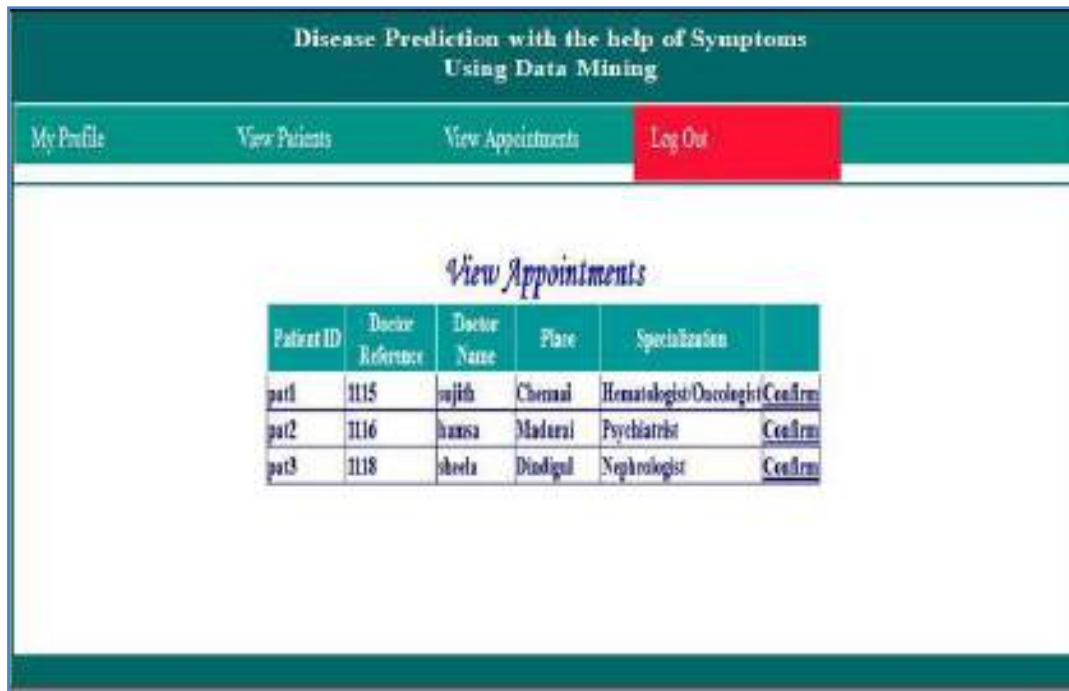 Disease Prediction with the help of Symptoms
Using Data Mining
My Profile View Patients View Appointments Log Out
View Appointments
Patient ID Doctor Reference Doctor Name Place Specialization
pat1 1115 sujith Chennai Hematologist/Oncologist Confirm
pat2 1116 hamsa Madurai Psychiatrist Confirm
pat3 1118 sheela Dindigul Nephrologist Confirm